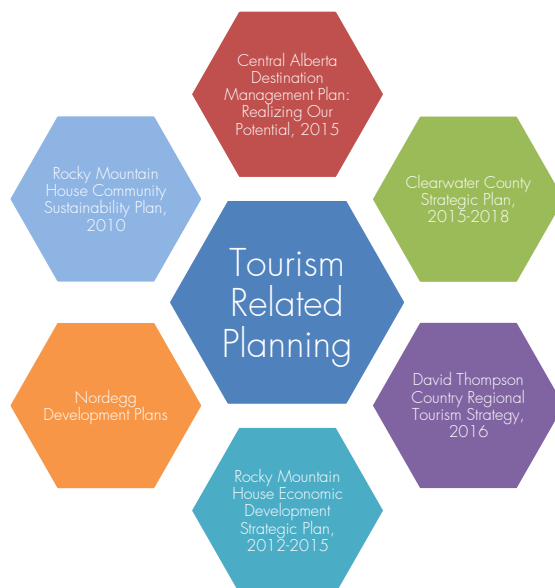 Central Alberta
Destination
Management Plan:
Realizing Our
Potential, 2015
Rocky Mountain
House Community
Sustainability Plan,
2010
Clearwater County
Strategic Plan,
2015-2018
Tourism
Related
Planning
Nordegg
Development Plans
David Thompson
Country Regional
Tourism Strategy,
2016
Rocky Mountain
House Economic
Development
Strategic Plan,
2012-2015